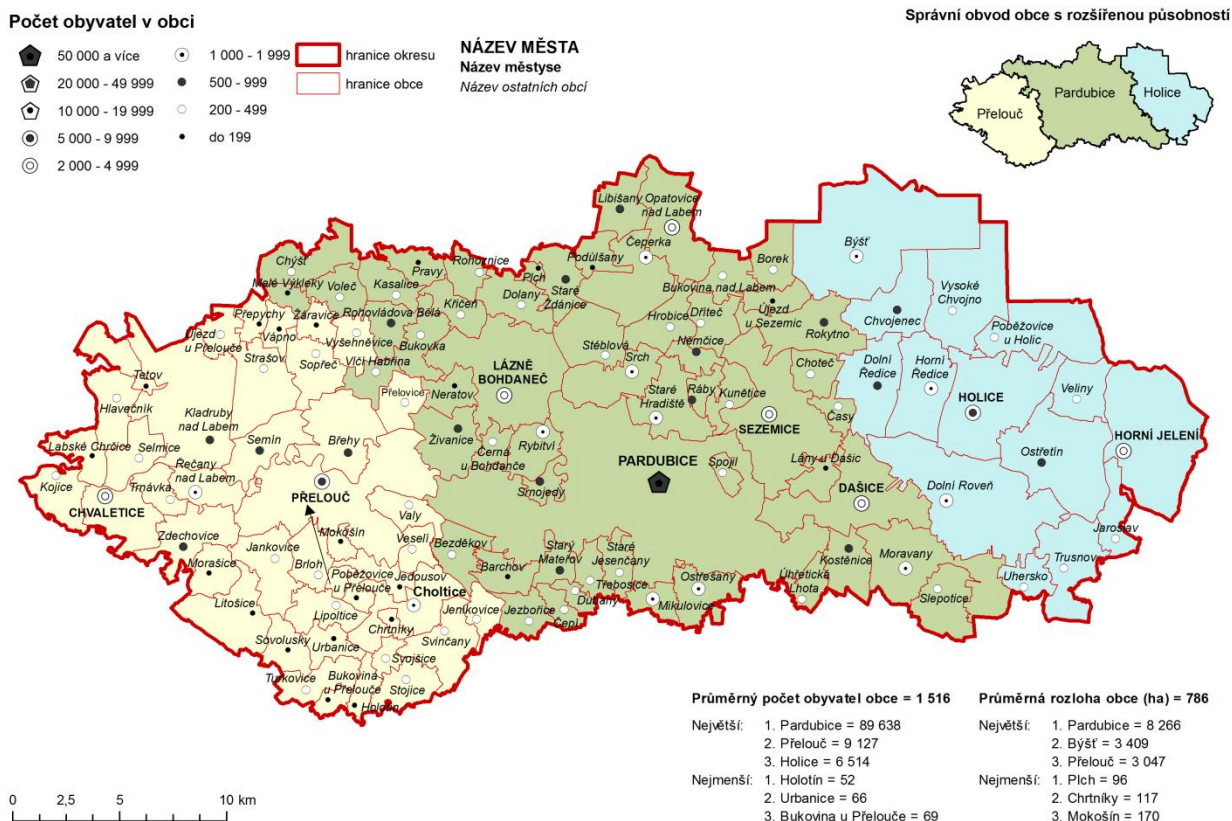 Počet obyvatel v obci
50 000 a více
20 000 - 49 999
10 000 - 19 999
5 000 - 9 999
2 000 - 4 999
1 000 - 1 999
500 - 999
200 - 499
do 199
hranice okresu
hranice obce
NÁZEV MĚSTA
Název městyse
Název ostatních obcí
Správní obvod obce s rozšířenou působností
Přelouč
Pardubice
Holice
Libišany
Opatovice
nad Labem
Čeperka
Býšť
Borek
Bukovina nad Labem
Podůlšany
Plch
Staré
Ždánice
Rohoznice
Pravy
Chýšť
Malé Výkleky
Voleč
Kasalice
Dolany
Křičeň
Rohovládova Bělá
Bukovka
Přepychy
Vápno
Žáravice
Újezd
u Přelouče
Vyšehněvice
Strašov
Sopřeč
Vlčí Habřina
Hrobice
Dříteč
Újezd
u Sezemic
Rokytno
Chvojenec
Vysoké
Chvojno
Poběžovice
u Holic
Němčice
Stéblová
Srch
Choteč
Dolní
Ředice
Horní
Ředice
LÁZNĚ
BOHDANEČ
Neratov
Přelovice
Tetov
Hlavečník
Kladruby
nad Labem
Staré
Hradiště
Ráby
Kunětice
SEZEMICE
Časy
HOLICE
Veliny
HORNÍ JELENÍ
Živanice
Černá
u Bohdanče
Rybitví
Semín
Břehy
Labské Chrčice
Selmice
Kojice
Řečany
nad Labem
Trnávka
CHVALETICE
PŘELOUČ
Srnojedy
PARDUBICE
Spojil
Lány u Dašic
DAŠICE
Ostřetín
Dolní Roveň
Jaroslav
Trusnov
Uhersko
Valy
Veselí
Mokošín
Zdechovice
Morašice
Jankovice
Brloh
Bezděkov
Barchov
Starý
Mateřov
Staré
Jesenčany
Třebosice
Ostřešany
Mikulovice
Dubany
Čepí
Jezbořice
Úhřetická
Lhota
Kostěnice
Moravany
Slepotice
Poběžovice
u Přelouče
Jedousov
Choltice
Jeníkovice
Litošice
Lipoltice
Chrtníky
Svinčany
Sovolusky
Urbanice
Svojšice
Turkovice
Bukovina
u Přelouče
Stojice
Holotín
0 2,5 5 10 km
Průměrný počet obyvatel obce = 1 516
Největší: 1. Pardubice = 89 638
2. Přelouč = 9 127
3. Holice = 6 514
Nejmenší: 1. Holotín = 52
2. Urbanice = 66
3. Bukovina u Přelouče = 69
Průměrná rozloha obce (ha) = 786
Největší: 1. Pardubice = 8 266
2. Býšť = 3 409
3. Přelouč = 3 047
Nejmenší: 1. Plch = 96
2. Chrtníky = 117
3. Mokošín = 170